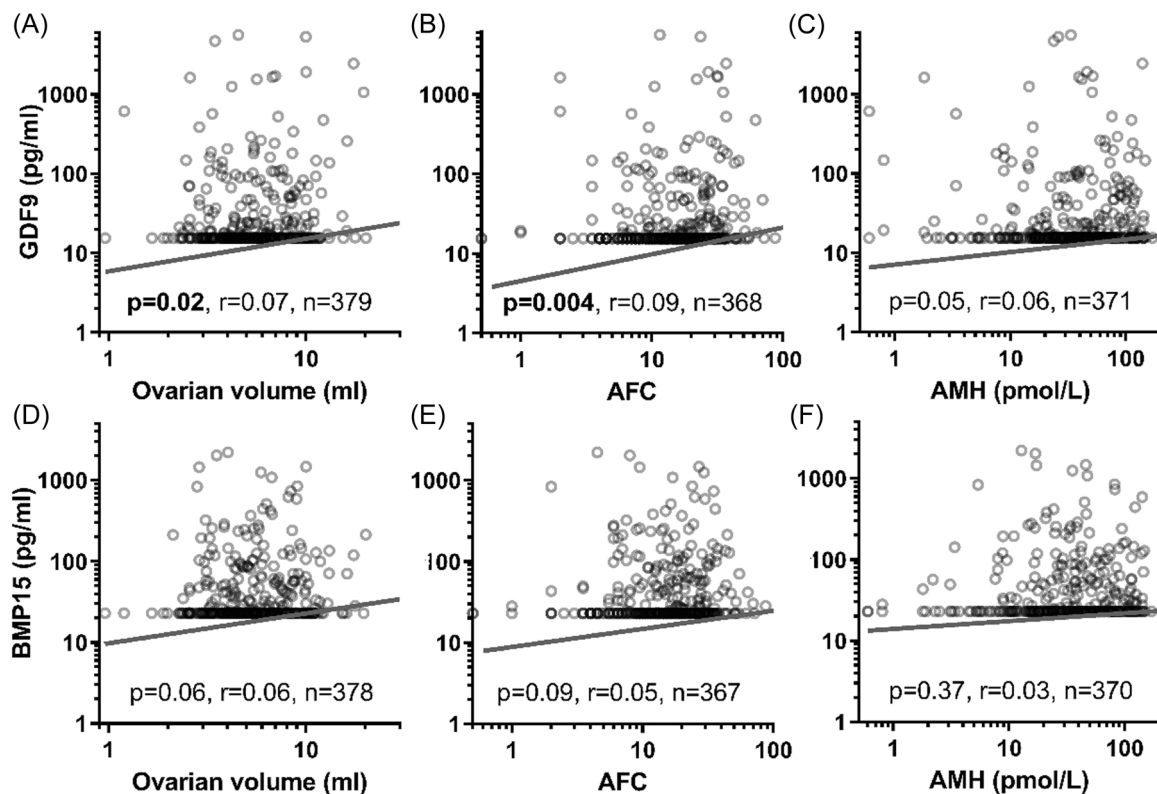 (A)
GDF9 (pg/ml)
1000
100
10
1
p=0.02, r=0.07, n=379
1 10
Ovarian volume (ml)
(B)
1000
100
10
1
p=0.004, r=0.09, n=368
1 10 100
AFC
(C)
1000
100
10
1
p=0.05, r=0.06, n=371
1 10 100
AMH (pmol/L)
(D)
BMP15 (pg/ml)
1000
100
10
1
p=0.06, r=0.06, n=378
1 10
Ovarian volume (ml)
(E)
1000
100
10
1
p=0.09, r=0.05, n=367
1 10 100
AFC
(F)
1000
100
10
1
p=0.37, r=0.03, n=370
1 10 100
AMH (pmol/L)